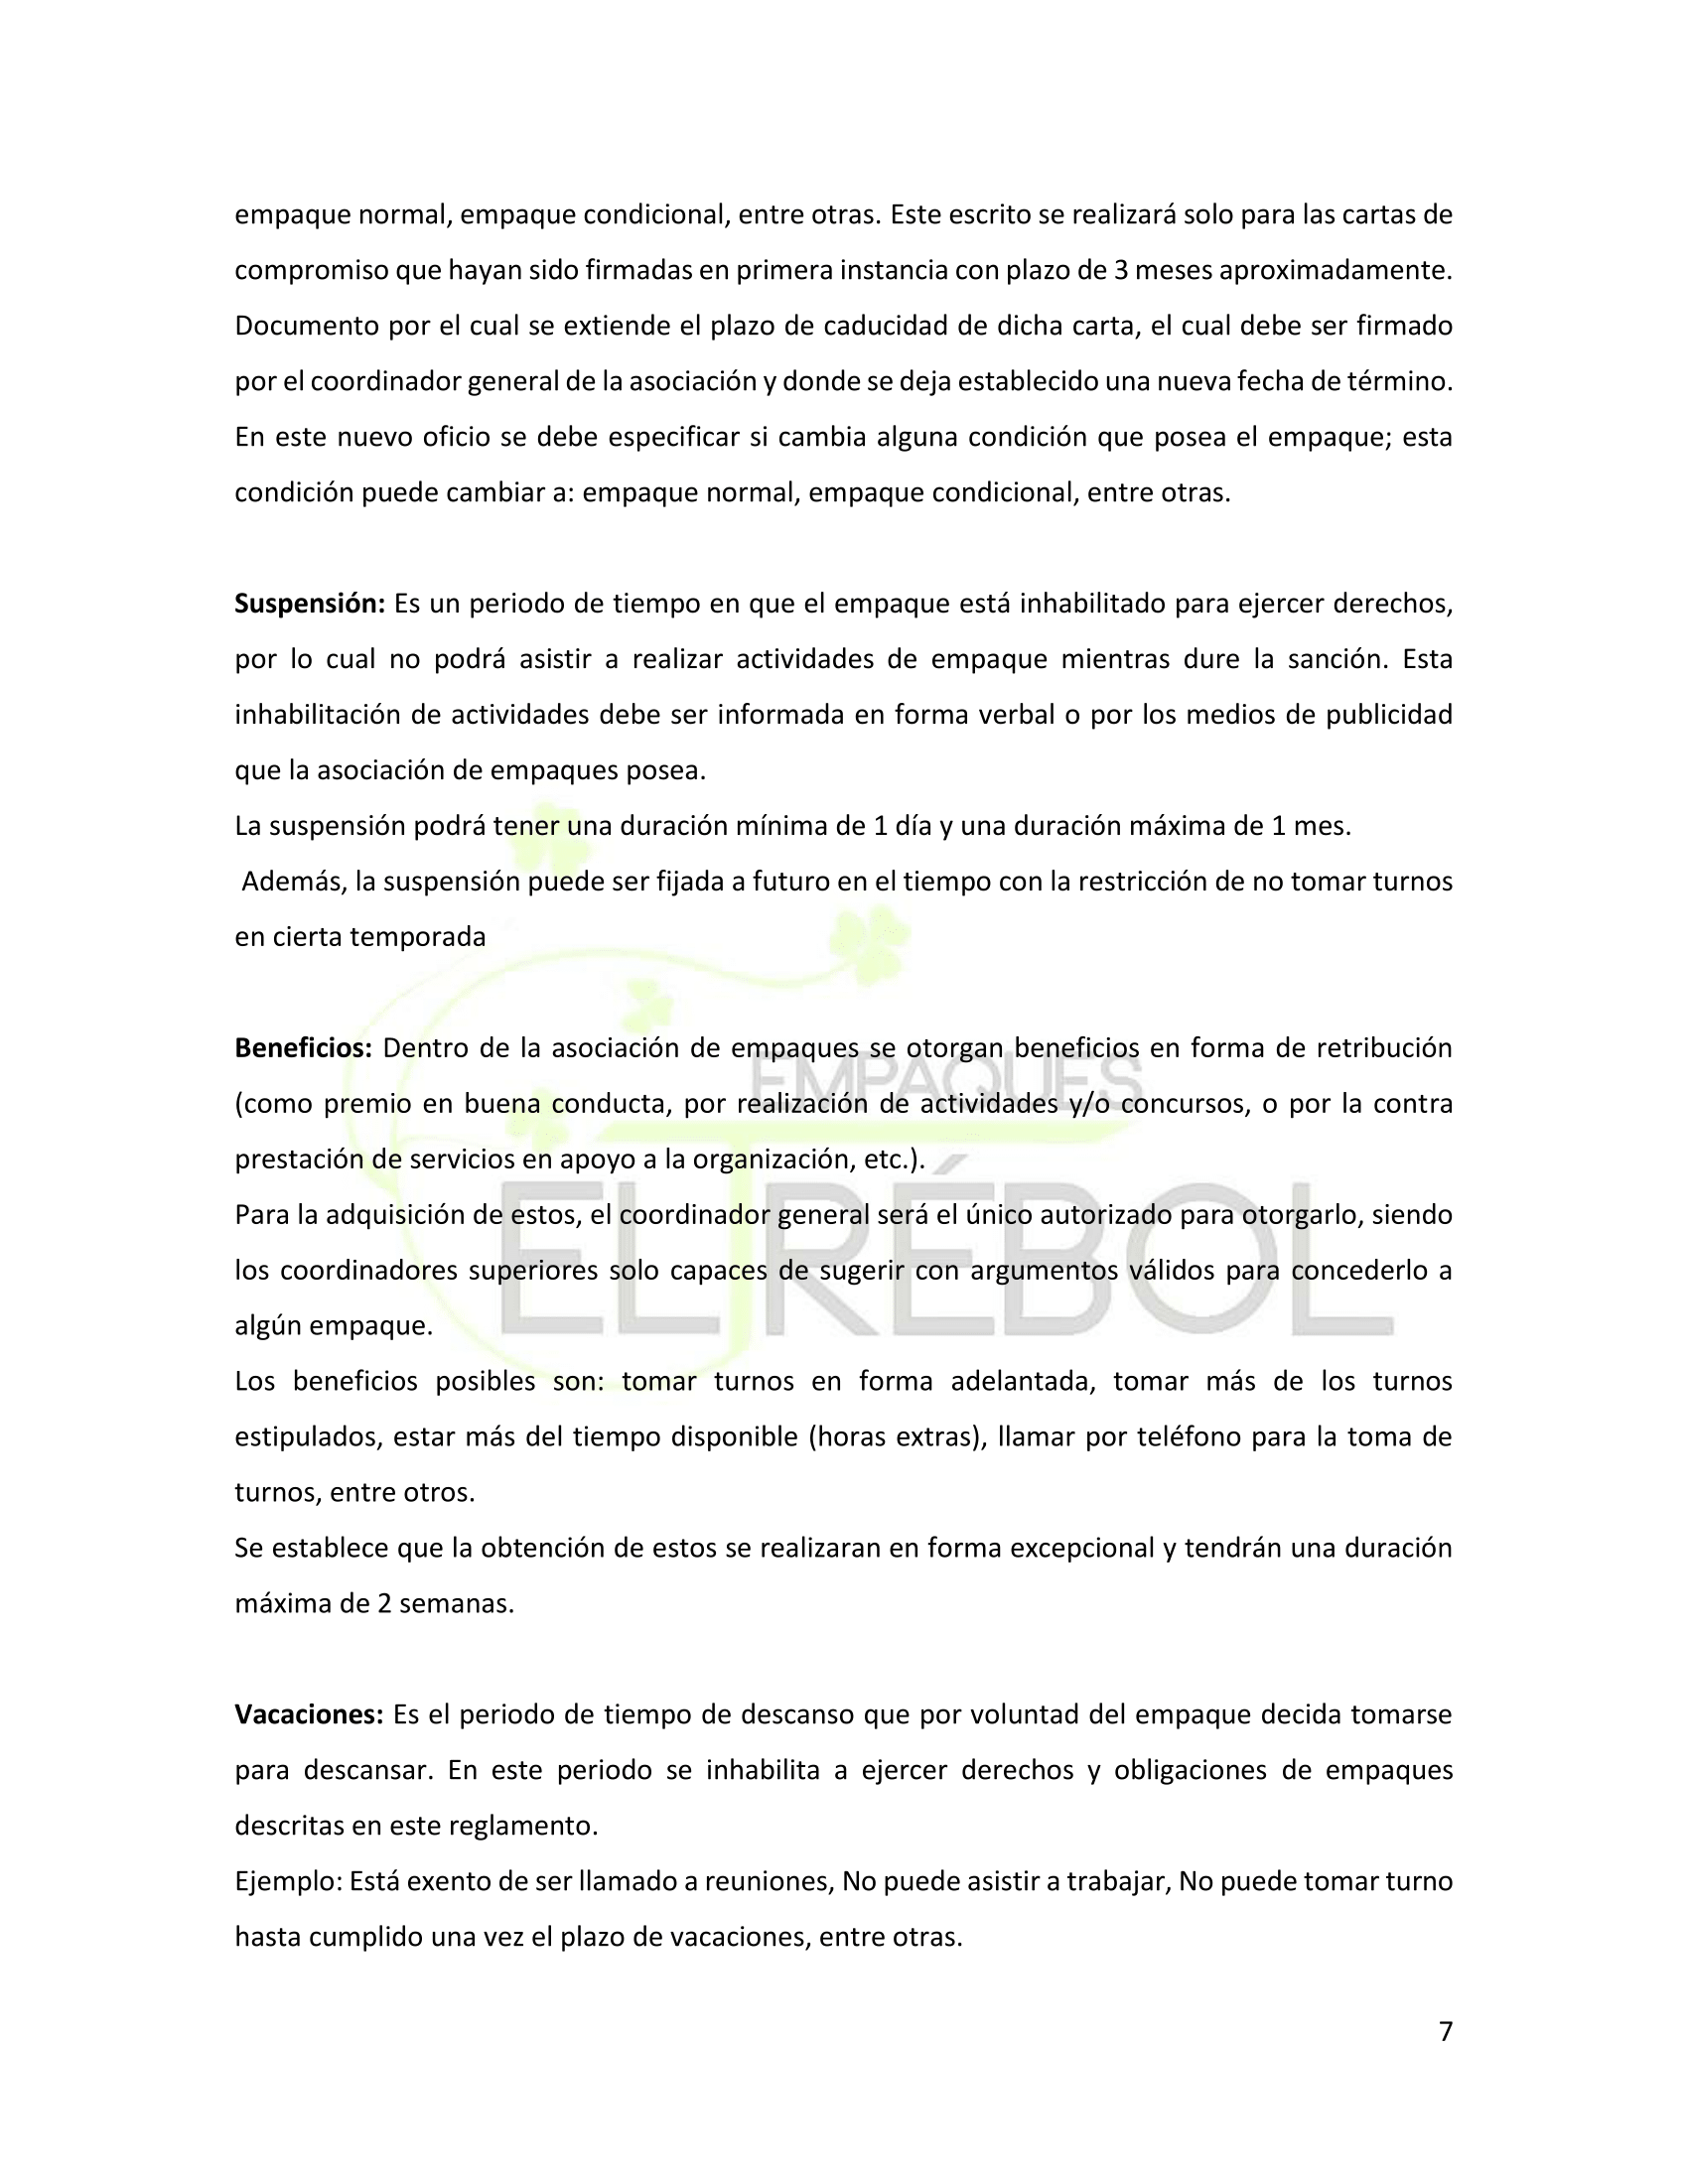 empaque normal, empaque condicional, entre otras. Este escrito se realizará solo para las cartas de
compromiso que hayan sido firmadas en primera instancia con plazo de 3 meses aproximadamente.
Documento por el cual se extiende el plazo de caducidad de dicha carta, el cual debe ser firmado
por el coordinador general de la asociación y donde se deja establecido una nueva fecha de término.
En este nuevo oficio se debe especificar si cambia alguna condición que posea el empaque; esta
condición puede cambiar a: empaque normal, empaque condicional, entre otras.
Suspensión: Es un periodo de tiempo en que el empaque está inhabilitado para ejercer derechos,
por lo cual no podrá asistir a realizar actividades de empaque mientras dure la sanción. Esta
inhabilitación de actividades debe ser informada en forma verbal o por los medios de publicidad
que la asociación de empaques posea.
La suspensión podrá tener una duración mínima de 1 día y una duración máxima de 1 mes.
Además, la suspensión puede ser fijada a futuro en el tiempo con la restricción de no tomar turnos
en cierta temporada
Beneficios: Dentro de la asociación de empaques se otorgan beneficios en forma de retribución
(como premio en buena conducta, por realización de actividades y/o concursos, o por la contra
prestación de servicios en apoyo a la organización, etc.).
Para la adquisición de estos, el coordinador general será el único autorizado para otorgarlo, siendo
los coordinadores superiores solo capaces de sugerir con argumentos válidos para concederlo a
algún empaque.
Los beneficios posibles son: tomar turnos en forma adelantada, tomar más de los turnos
estipulados, estar más del tiempo disponible (horas extras), llamar por teléfono para la toma de
turnos, entre otros.
Se establece que la obtención de estos se realizaran en forma excepcional y tendrán una duración
máxima de 2 semanas.
Vacaciones: Es el periodo de tiempo de descanso que por voluntad del empaque decida tomarse
para descansar. En este periodo se inhabilita a ejercer derechos y obligaciones de empaques
descritas en este reglamento.
Ejemplo: Está exento de ser llamado a reuniones, No puede asistir a trabajar, No puede tomar turno
hasta cumplido una vez el plazo de vacaciones, entre otras.
7
EMPAQUES
EL TRÉBOL